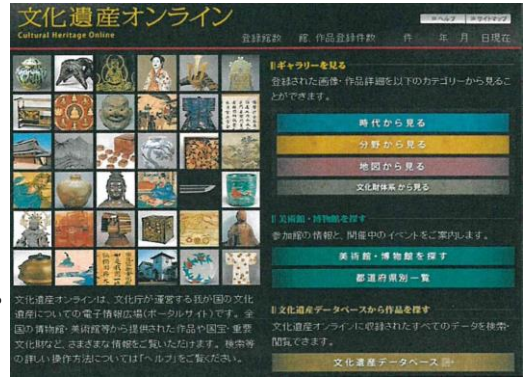 文化遺産オンライン
Cultural Heritage Online
ヘルプ
サイトマップ
登録館数 館、作品登録件数 件 年 月 日現在
ギャラリーを見る
登録された画像・作品詳細を以下のカテゴリーから見るこ
とができます。
時代から見る
分野から見る
地図から見る
文化財体系から見る
美術館・博物館を探す
参加館の情報と、開催中のイベントをご案内します。
美術館・博物館を探す
都道府県別一覧
文化遺産オンラインは、文化庁が運営する我が国の文化
遺産についての電子情報広場(ポータルサイト)です。全
国の博物館・美術館等から提供された作品や国宝・重要
文化財など、さまざまな情報をご覧いただけます。検索等
の詳しい操作方法については「ヘルプ」をご覧ください。
文化遺産データベースから作品を探す
文化遺産オンラインに収録されたすべてのデータを検索・
閲覧できます。
文化遺産データベース